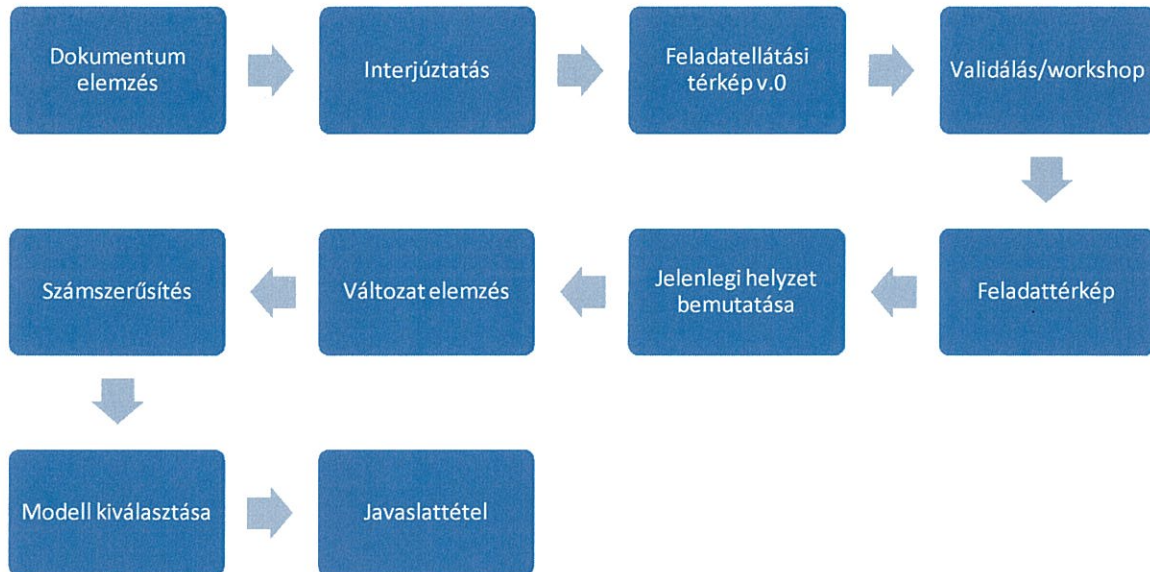 Dokumentum
elemzés
Interjúztatás
Feladatellátási
térkép v.0
Validálás/workshop
Feladattérkép
Jelenlegi helyzet
bemutatása
Változat elemzés
Számszerűsítés
Modell kiválasztása
Javaslattétel